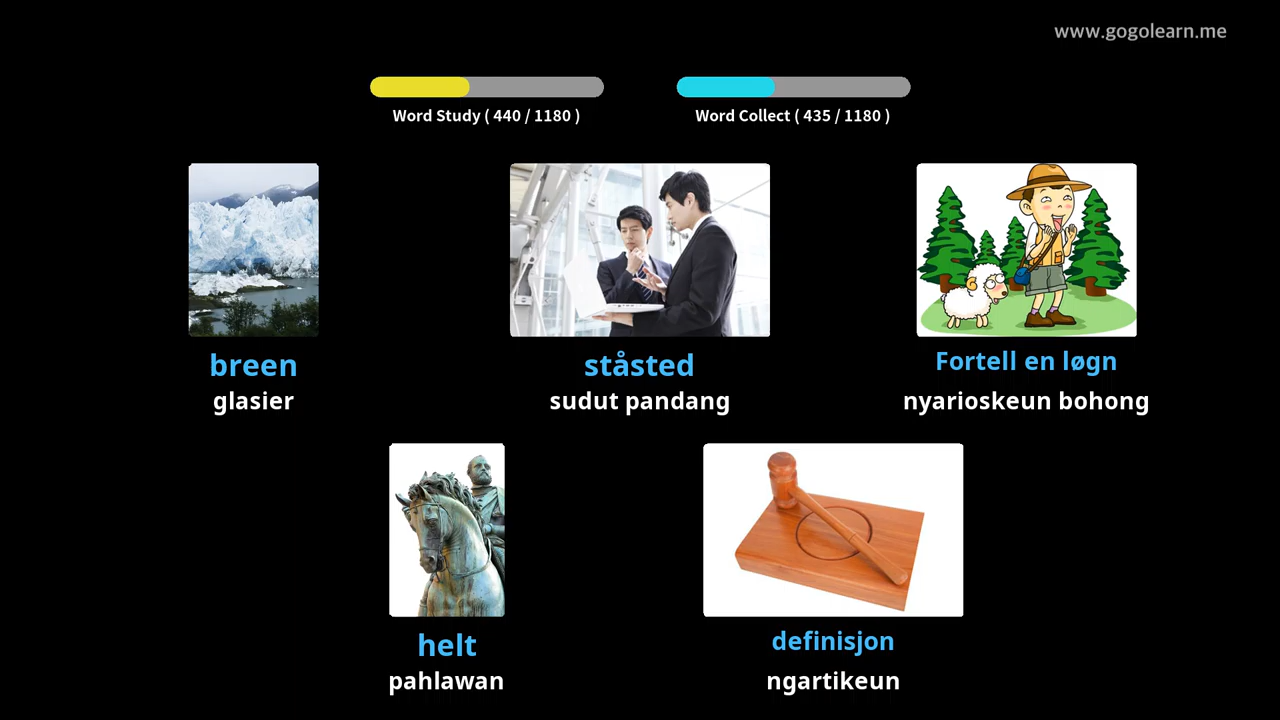 www.gogolearn.me
Word Study ( 440 / 1180 )
Word Collect ( 435 / 1180 )
breen
glasier
ståsted
sudut pandang
Fortell en løgn
nyarioskeun bohong
helt
pahlawan
definisjon
ngartikeun